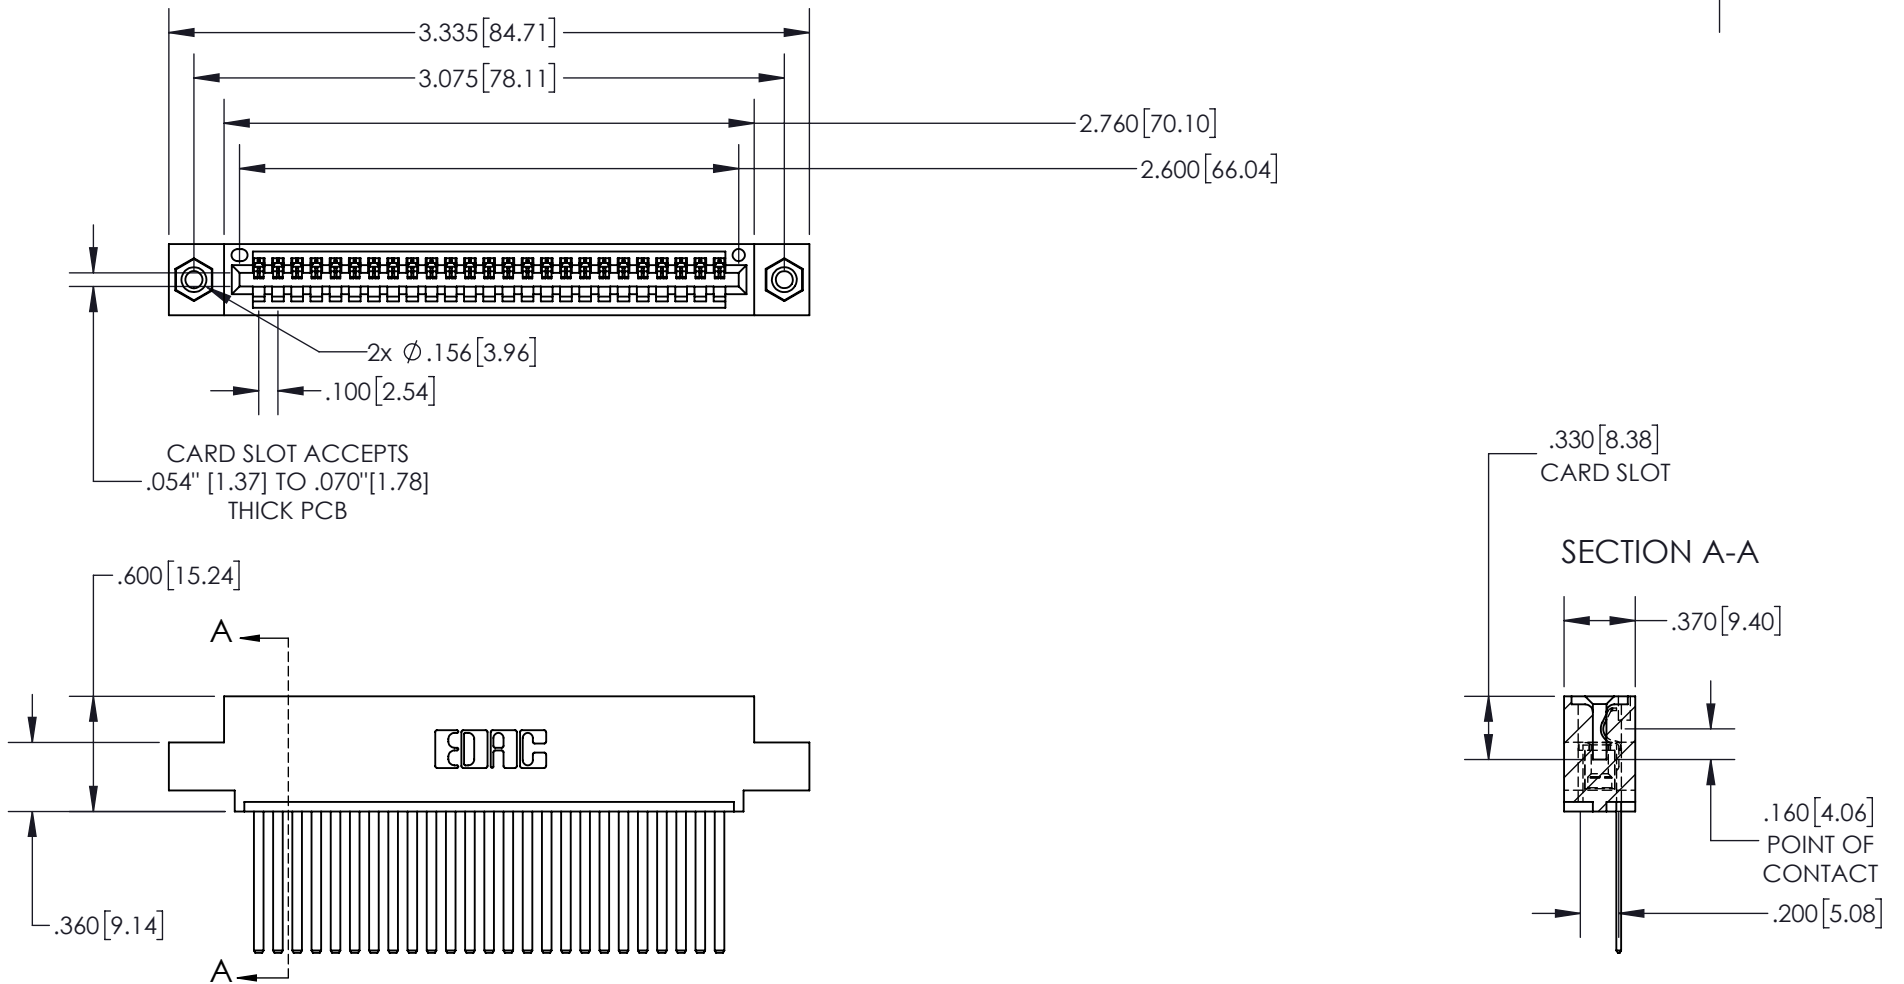 3.335[84.71]
3.075[78.11]
2.760[70.10]
2.600[66.04]
2x Ø.156[3.96]
.100[2.54]
CARD SLOT ACCEPTS
.054" [1.37] TO .070"[1.78]
THICK PCB
.330[8.38]
CARD SLOT
SECTION A-A
.600[15.24]
A
.370[9.40]
EDAC
.160[4.06]
POINT OF
CONTACT
.360[9.14]
.200[5.08]
A